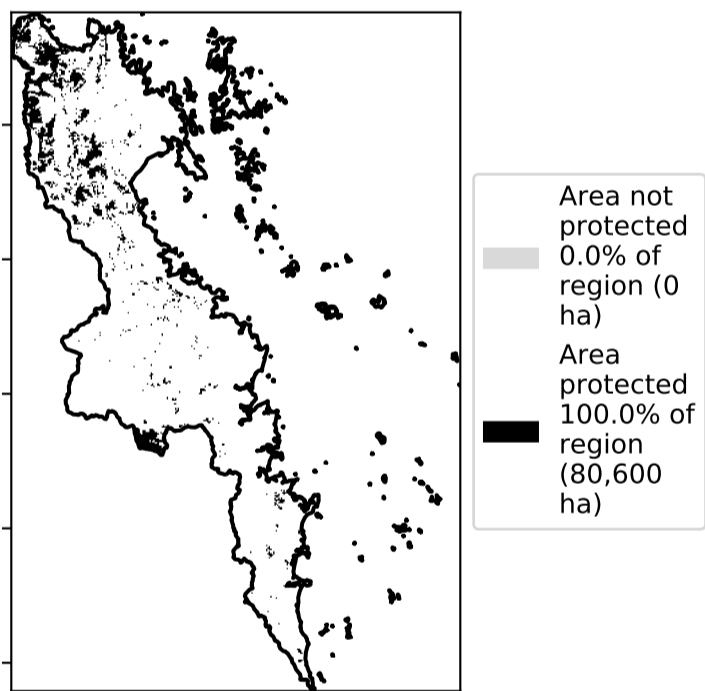 Area not
protected
0.0% of
region (0
ha)
Area
protected
100.0% of
region
(80,600
ha)